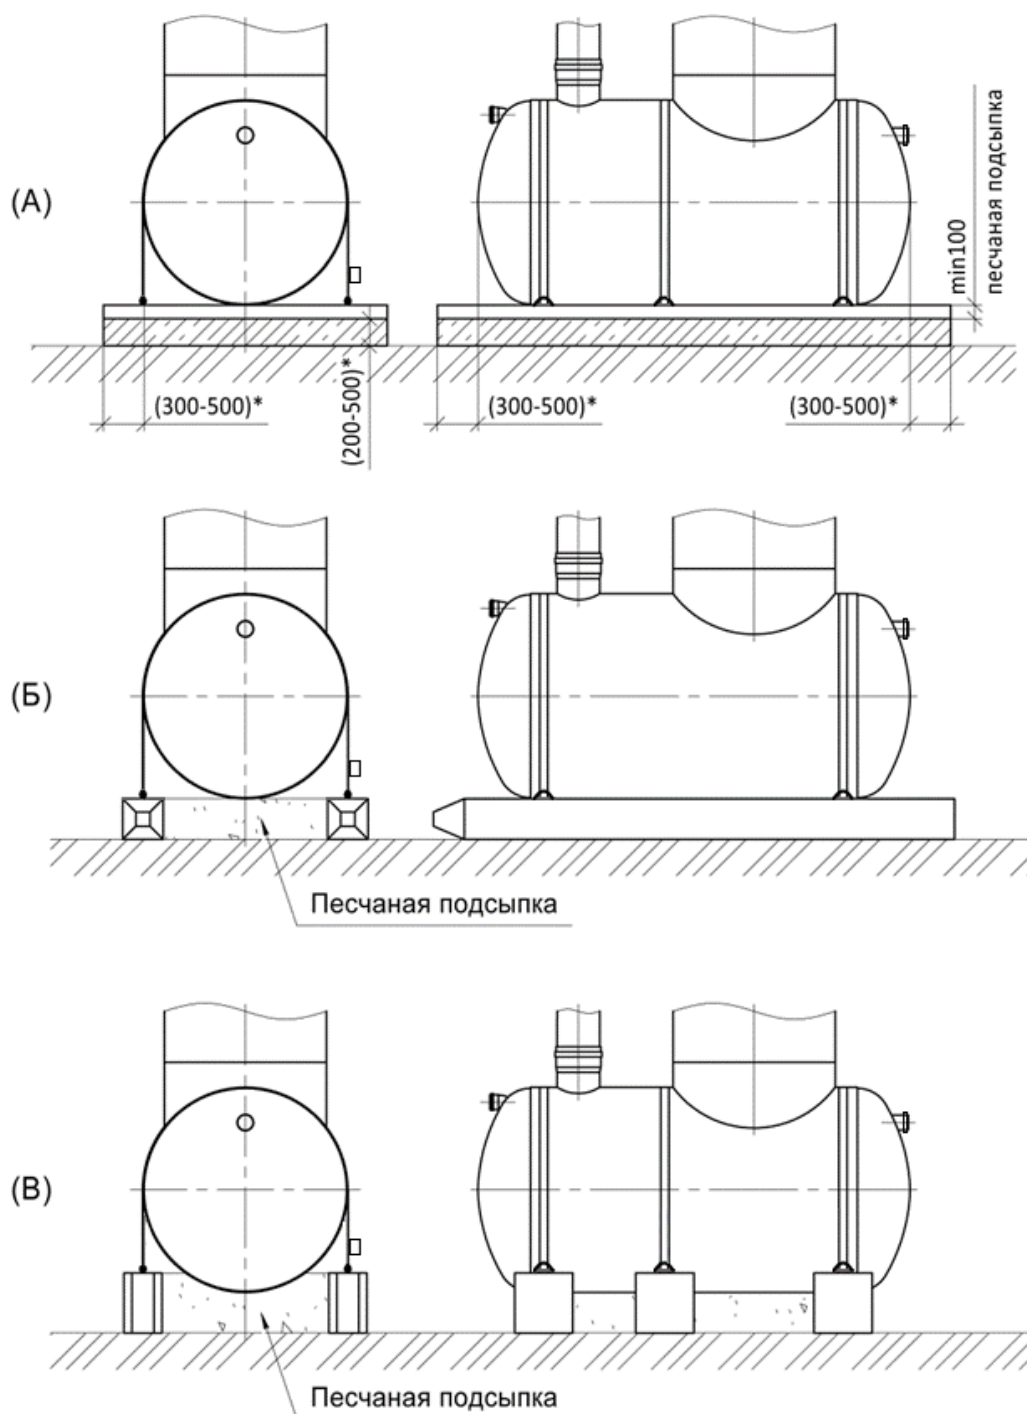 (А)
min100
песчаная подсыпка
(300-500)*
(200-500)*
(300-500)*
(300-500)*
(Б)
Песчаная подсыпка
(В)
Песчаная подсыпка